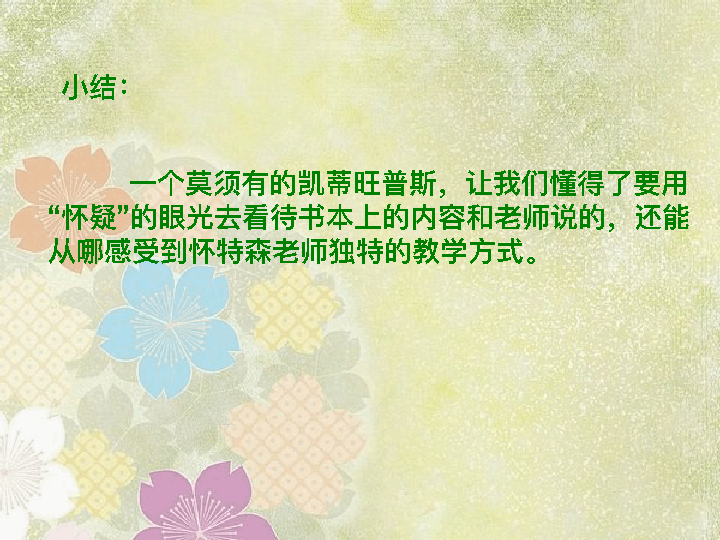 小结：
一个莫须有的凯蒂旺普斯，让我们懂得了要用
“怀疑”的眼光去看待书本上的内容和老师说的，还能
从哪感受到怀特森老师独特的教学方式。